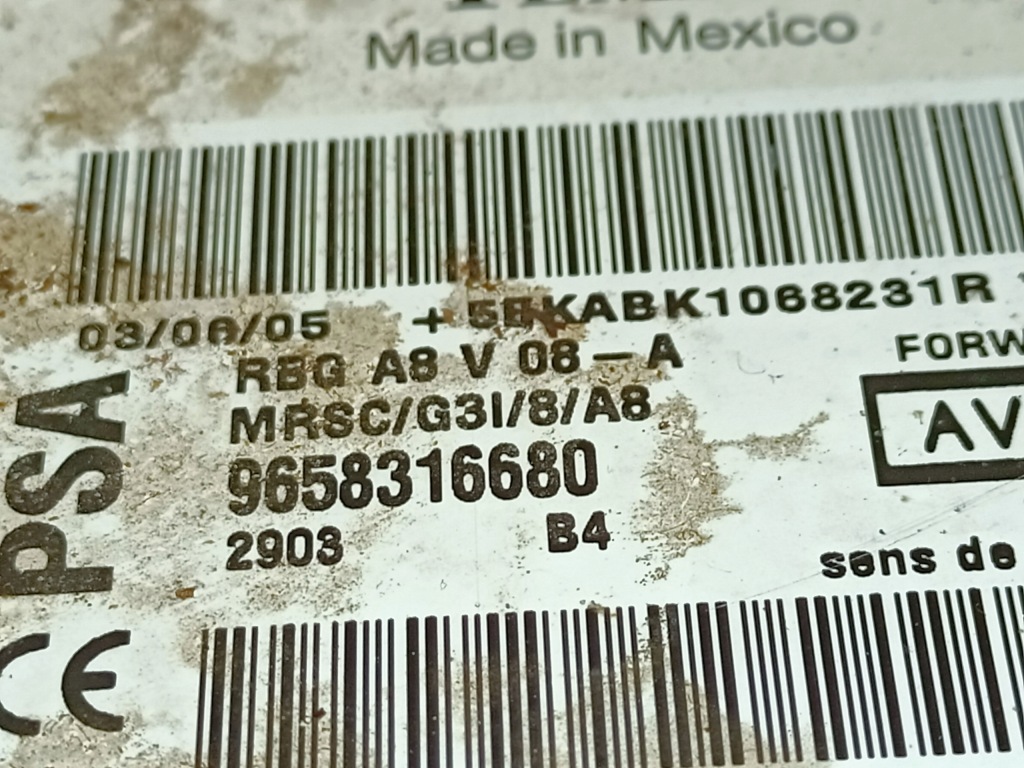 Made in Mexico
03/06/05 + 5BKABK1068231R
RBG A8 V 08-A
MRSC/G3I/8/A8
9658316680
2903 B4
FORW
AV
sens de
PSA
CE